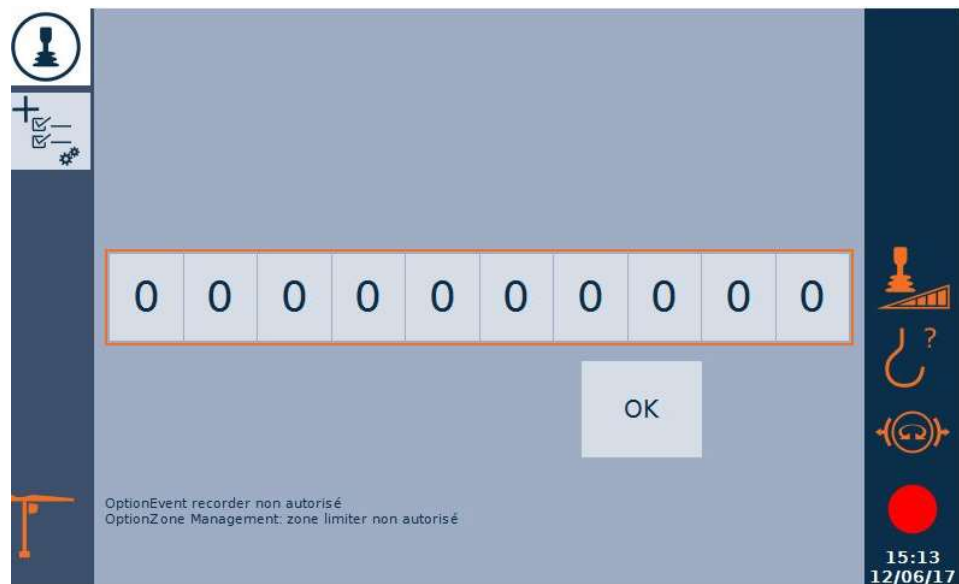 0 0 0 0 0 0 0 0 0 0
?
OK
OptionEvent recorder non autorisé
OptionZone Management: zone limiter non autorisé
15:13
12/06/17